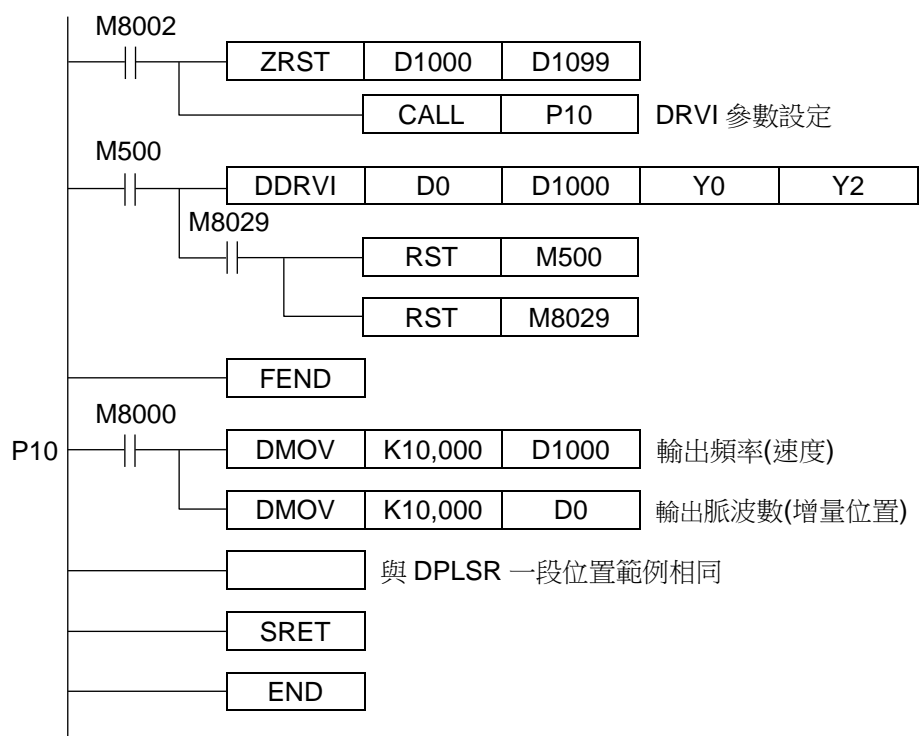 M8002
ZRST D1000 D1099
CALL P10 DRVI 參數設定
M500
DDRVI D0 D1000 Y0 Y2
M8029
RST M500
RST M8029
FEND
M8000
P10 DMOV K10,000 D1000 輸出頻率(速度)
DMOV K10,000 D0 輸出脈波數(增量位置)
與 DPLSR 一段位置範例相同
SRET
END